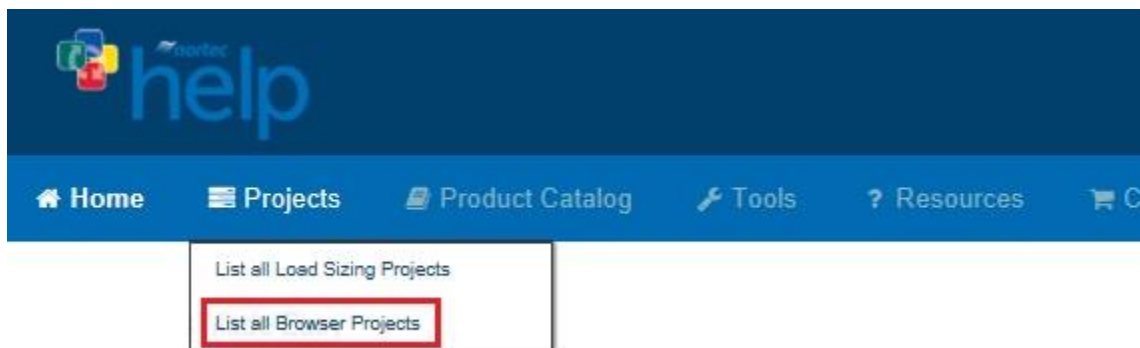 nortec
help
Home Projects Product Catalog Tools ? Resources C
List all Load Sizing Projects
List all Browser Projects